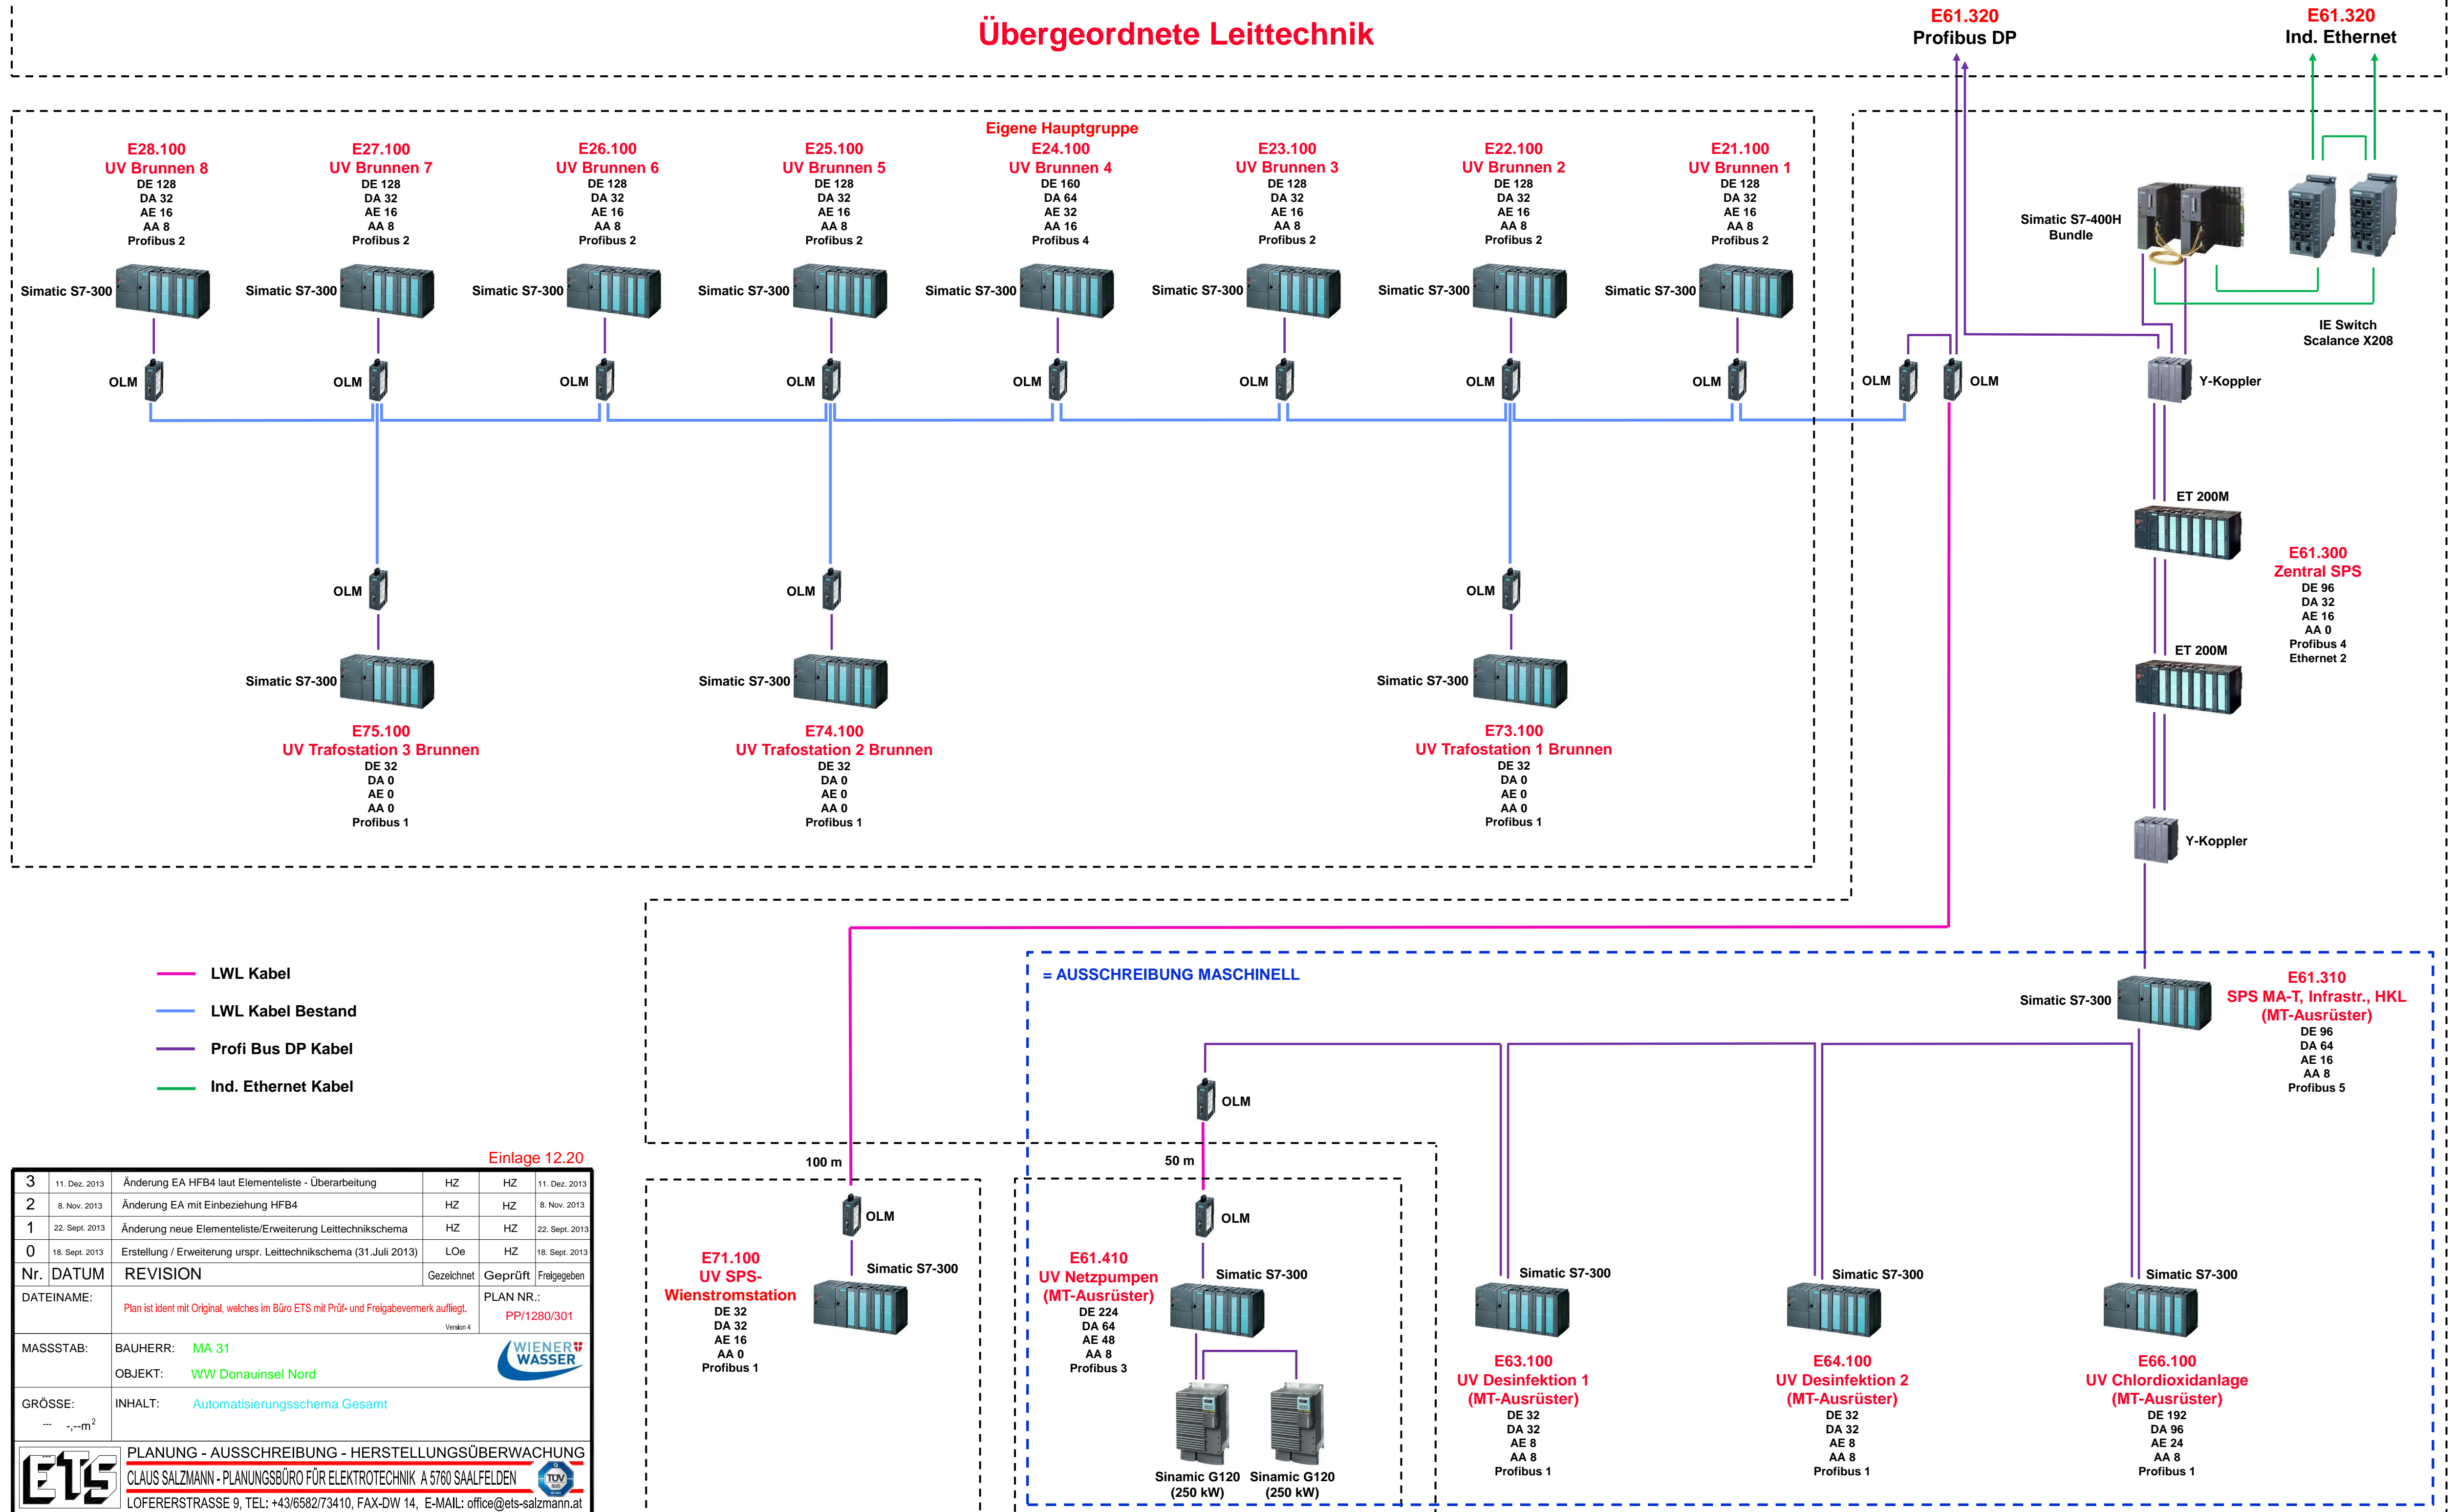 Übergeordnete Leittechnik
E61.320
Profibus DP
E61.320
Ind. Ethernet
Eigene Hauptgruppe
E28.100
UV Brunnen 8
DE 128
DA 32
AE 16
AA 8
Profibus 2
Simatic S7-300
OLM
E27.100
UV Brunnen 7
DE 128
DA 32
AE 16
AA 8
Profibus 2
Simatic S7-300
OLM
E26.100
UV Brunnen 6
DE 128
DA 32
AE 16
AA 8
Profibus 2
Simatic S7-300
OLM
E25.100
UV Brunnen 5
DE 128
DA 32
AE 16
AA 8
Profibus 2
Simatic S7-300
OLM
E24.100
UV Brunnen 4
DE 160
DA 64
AE 32
AA 16
Profibus 4
Simatic S7-300
OLM
E23.100
UV Brunnen 3
DE 128
DA 32
AE 16
AA 8
Profibus 2
Simatic S7-300
OLM
E22.100
UV Brunnen 2
DE 128
DA 32
AE 16
AA 8
Profibus 2
Simatic S7-300
OLM
E21.100
UV Brunnen 1
DE 128
DA 32
AE 16
AA 8
Profibus 2
Simatic S7-300
OLM
OLM
OLM
Simatic S7-400H
Bundle
IE Switch
Scalance X208
Y-Koppler
ET 200M
E61.300
Zentral SPS
DE 96
DA 32
AE 16
AA 0
Profibus 4
Ethernet 2
ET 200M
Y-Koppler
OLM
Simatic S7-300
E75.100
UV Trafostation 3 Brunnen
DE 32
DA 0
AE 0
AA 0
Profibus 1
OLM
Simatic S7-300
E74.100
UV Trafostation 2 Brunnen
DE 32
DA 0
AE 0
AA 0
Profibus 1
OLM
Simatic S7-300
E73.100
UV Trafostation 1 Brunnen
DE 32
DA 0
AE 0
AA 0
Profibus 1
LWL Kabel
LWL Kabel Bestand
Profi Bus DP Kabel
Ind. Ethernet Kabel
= AUSSCHREIBUNG MASCHINELL
Simatic S7-300
E61.310
SPS MA-T, Infrastr., HKL
(MT-Ausrüster)
DE 96
DA 64
AE 16
AA 8
Profibus 5
OLM
100 m
50 m
OLM
E71.100
UV SPS-
Wienstromstation
DE 32
DA 32
AE 16
AA 0
Profibus 1
Simatic S7-300
OLM
E61.410
UV Netzpumpen
(MT-Ausrüster)
DE 224
DA 64
AE 48
AA 8
Profibus 3
Simatic S7-300
Sinamic G120
(250 kW)
Sinamic G120
(250 kW)
Simatic S7-300
E63.100
UV Desinfektion 1
(MT-Ausrüster)
DE 32
DA 32
AE 8
AA 8
Profibus 1
Simatic S7-300
E64.100
UV Desinfektion 2
(MT-Ausrüster)
DE 32
DA 32
AE 8
AA 8
Profibus 1
Simatic S7-300
E66.100
UV Chlordioxidanlage
(MT-Ausrüster)
DE 192
DA 96
AE 24
AA 8
Profibus 1
Einlage 12.20
3 11. Dez. 2013 Änderung EA HFB4 laut Elementeliste - Überarbeitung HZ HZ 11. Dez. 2013
2 8. Nov. 2013 Änderung EA mit Einbeziehung HFB4 HZ HZ 8. Nov. 2013
1 22. Sept. 2013 Änderung neue Elementeliste/Erweiterung Leittechnikschema HZ HZ 22. Sept. 2013
0 18. Sept. 2013 Erstellung / Erweiterung urspr. Leittechnikschema (31.Juli 2013) LOe HZ 18. Sept. 2013
Nr. DATUM REVISION Gezeichnet Geprüft Freigegeben
DATEINAME:
Plan ist ident mit Original, welches im Büro ETS mit Prüf- und Freigabevermerk aufliegt.
Version 4
PLAN NR.:
PP/1280/301
MASSSTAB:
BAUHERR: MA 31
OBJEKT: WW Donauinsel Nord
WIENER
WASSER
GRÖSSE:
--- -,--m²
INHALT: Automatisierungsschema Gesamt
ETS
PLANUNG - AUSSCHREIBUNG - HERSTELLUNGSÜBERWACHUNG
CLAUS SALZMANN - PLANUNGSBÜRO FÜR ELEKTROTECHNIK A 5760 SAALFELDEN
TÜV
LOFERERSTRASSE 9, TEL: +43/6582/73410, FAX-DW 14, E-MAIL: office@ets-salzmann.at